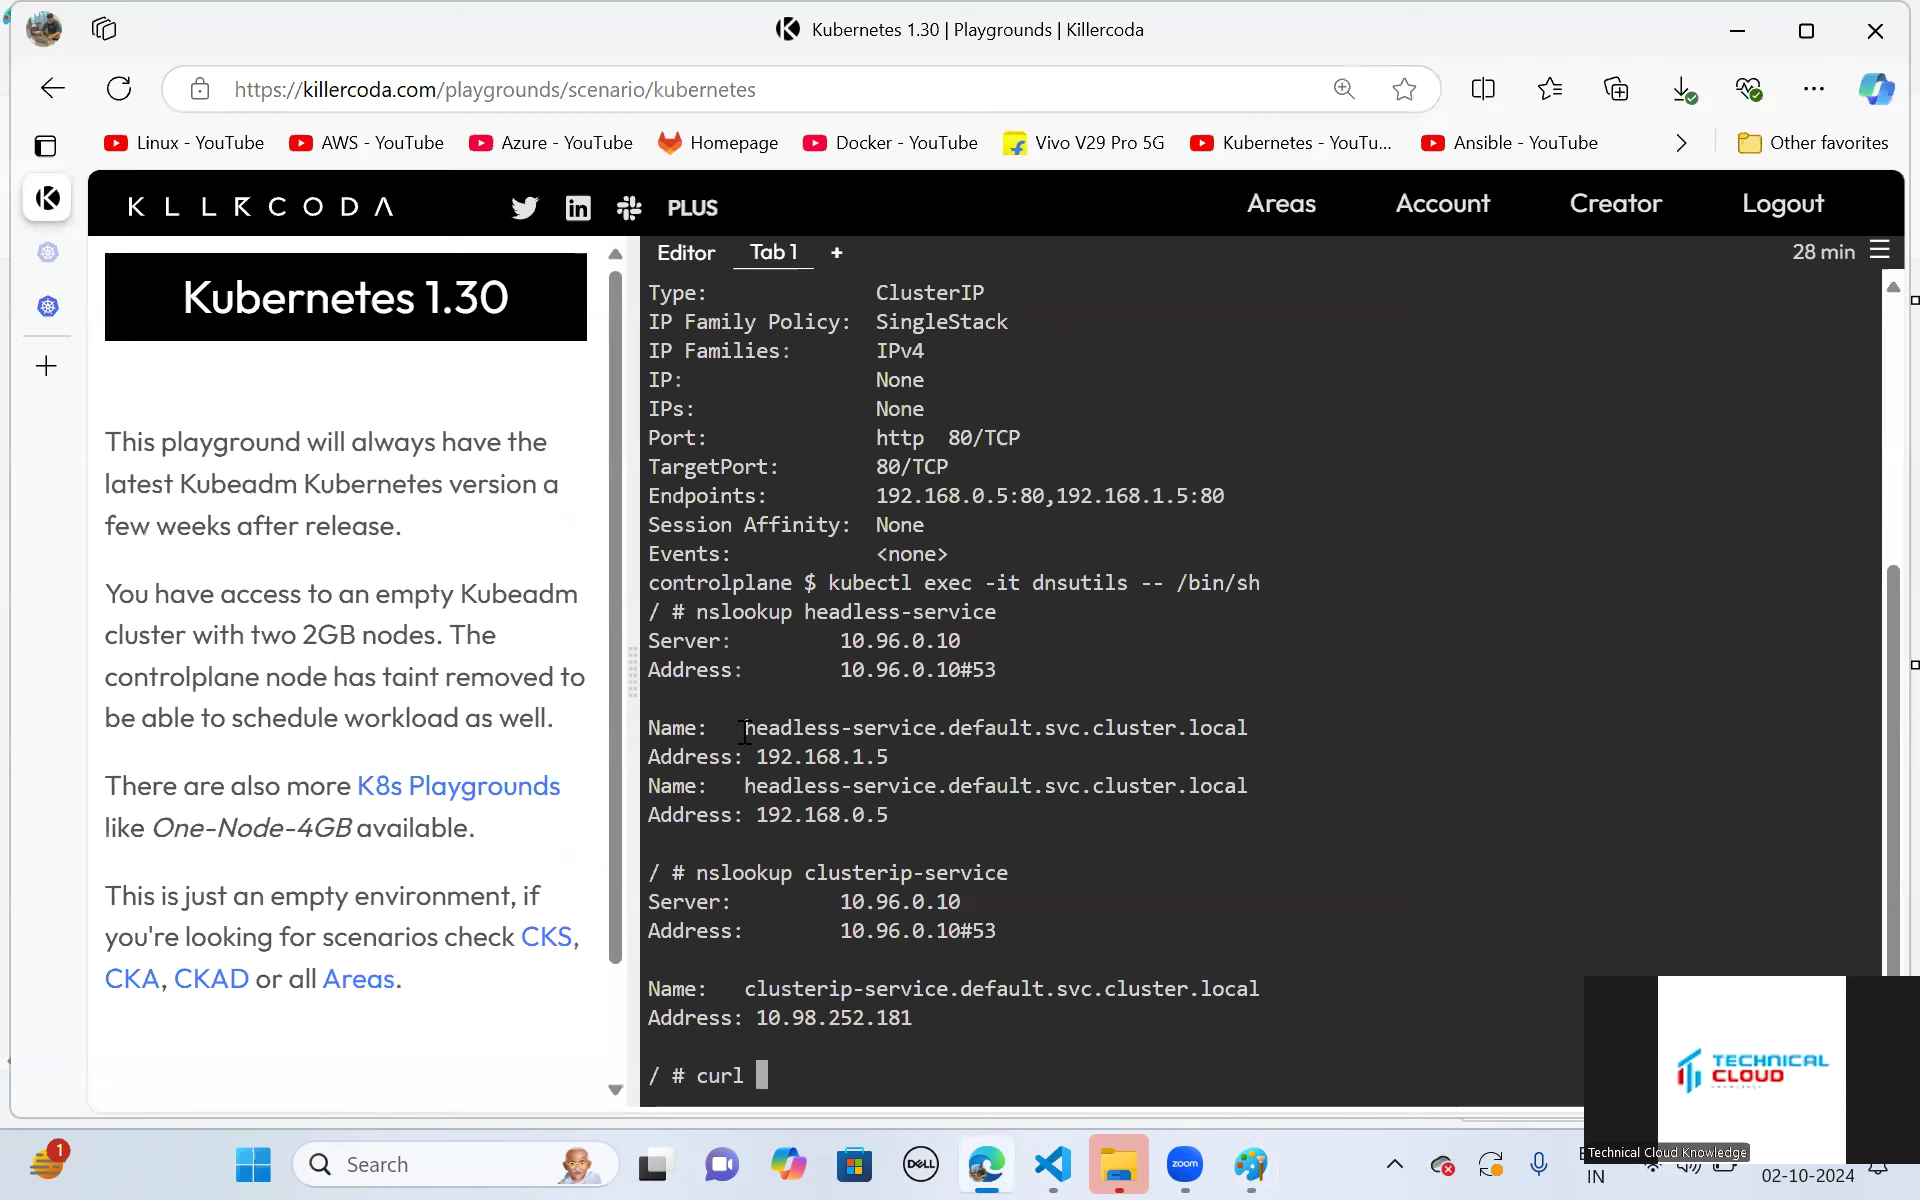 Kubernetes 1.30 | Playgrounds | Killercoda
https://killercoda.com/playgrounds/scenario/kubernetes
Linux - YouTube
AWS - YouTube
Azure - YouTube
Homepage
Docker - YouTube
Vivo V29 Pro 5G
Kubernetes - YouTu...
Ansible - YouTube
Other favorites
KLLRCODA
PLUS
Areas
Account
Creator
Logout
Kubernetes 1.30
This playground will always have the
latest Kubeadm Kubernetes version a
few weeks after release.
You have access to an empty Kubeadm
cluster with two 2GB nodes. The
controlplane node has taint removed to
be able to schedule workload as well.
There are also more K8s Playgrounds
like One-Node-4GB available.
This is just an empty environment, if
you're looking for scenarios check CKS,
CKA, CKAD or all Areas.
Editor
Tab 1
+
28 min
Type: ClusterIP
IP Family Policy: SingleStack
IP Families: IPv4
IP: None
IPs: None
Port: http 80/TCP
TargetPort: 80/TCP
Endpoints: 192.168.0.5:80,192.168.1.5:80
Session Affinity: None
Events: <none>
controlplane $ kubectl exec -it dnsutils -- /bin/sh
/ # nslookup headless-service
Server: 10.96.0.10
Address: 10.96.0.10#53
Name: headless-service.default.svc.cluster.local
Address: 192.168.1.5
Name: headless-service.default.svc.cluster.local
Address: 192.168.0.5
/ # nslookup clusterip-service
Server: 10.96.0.10
Address: 10.96.0.10#53
Name: clusterip-service.default.svc.cluster.local
Address: 10.98.252.181
/ # curl
TECHNICAL
CLOUD
Technical Cloud Knowledge
1
Search
DELL
zoom
IN
02-10-2024